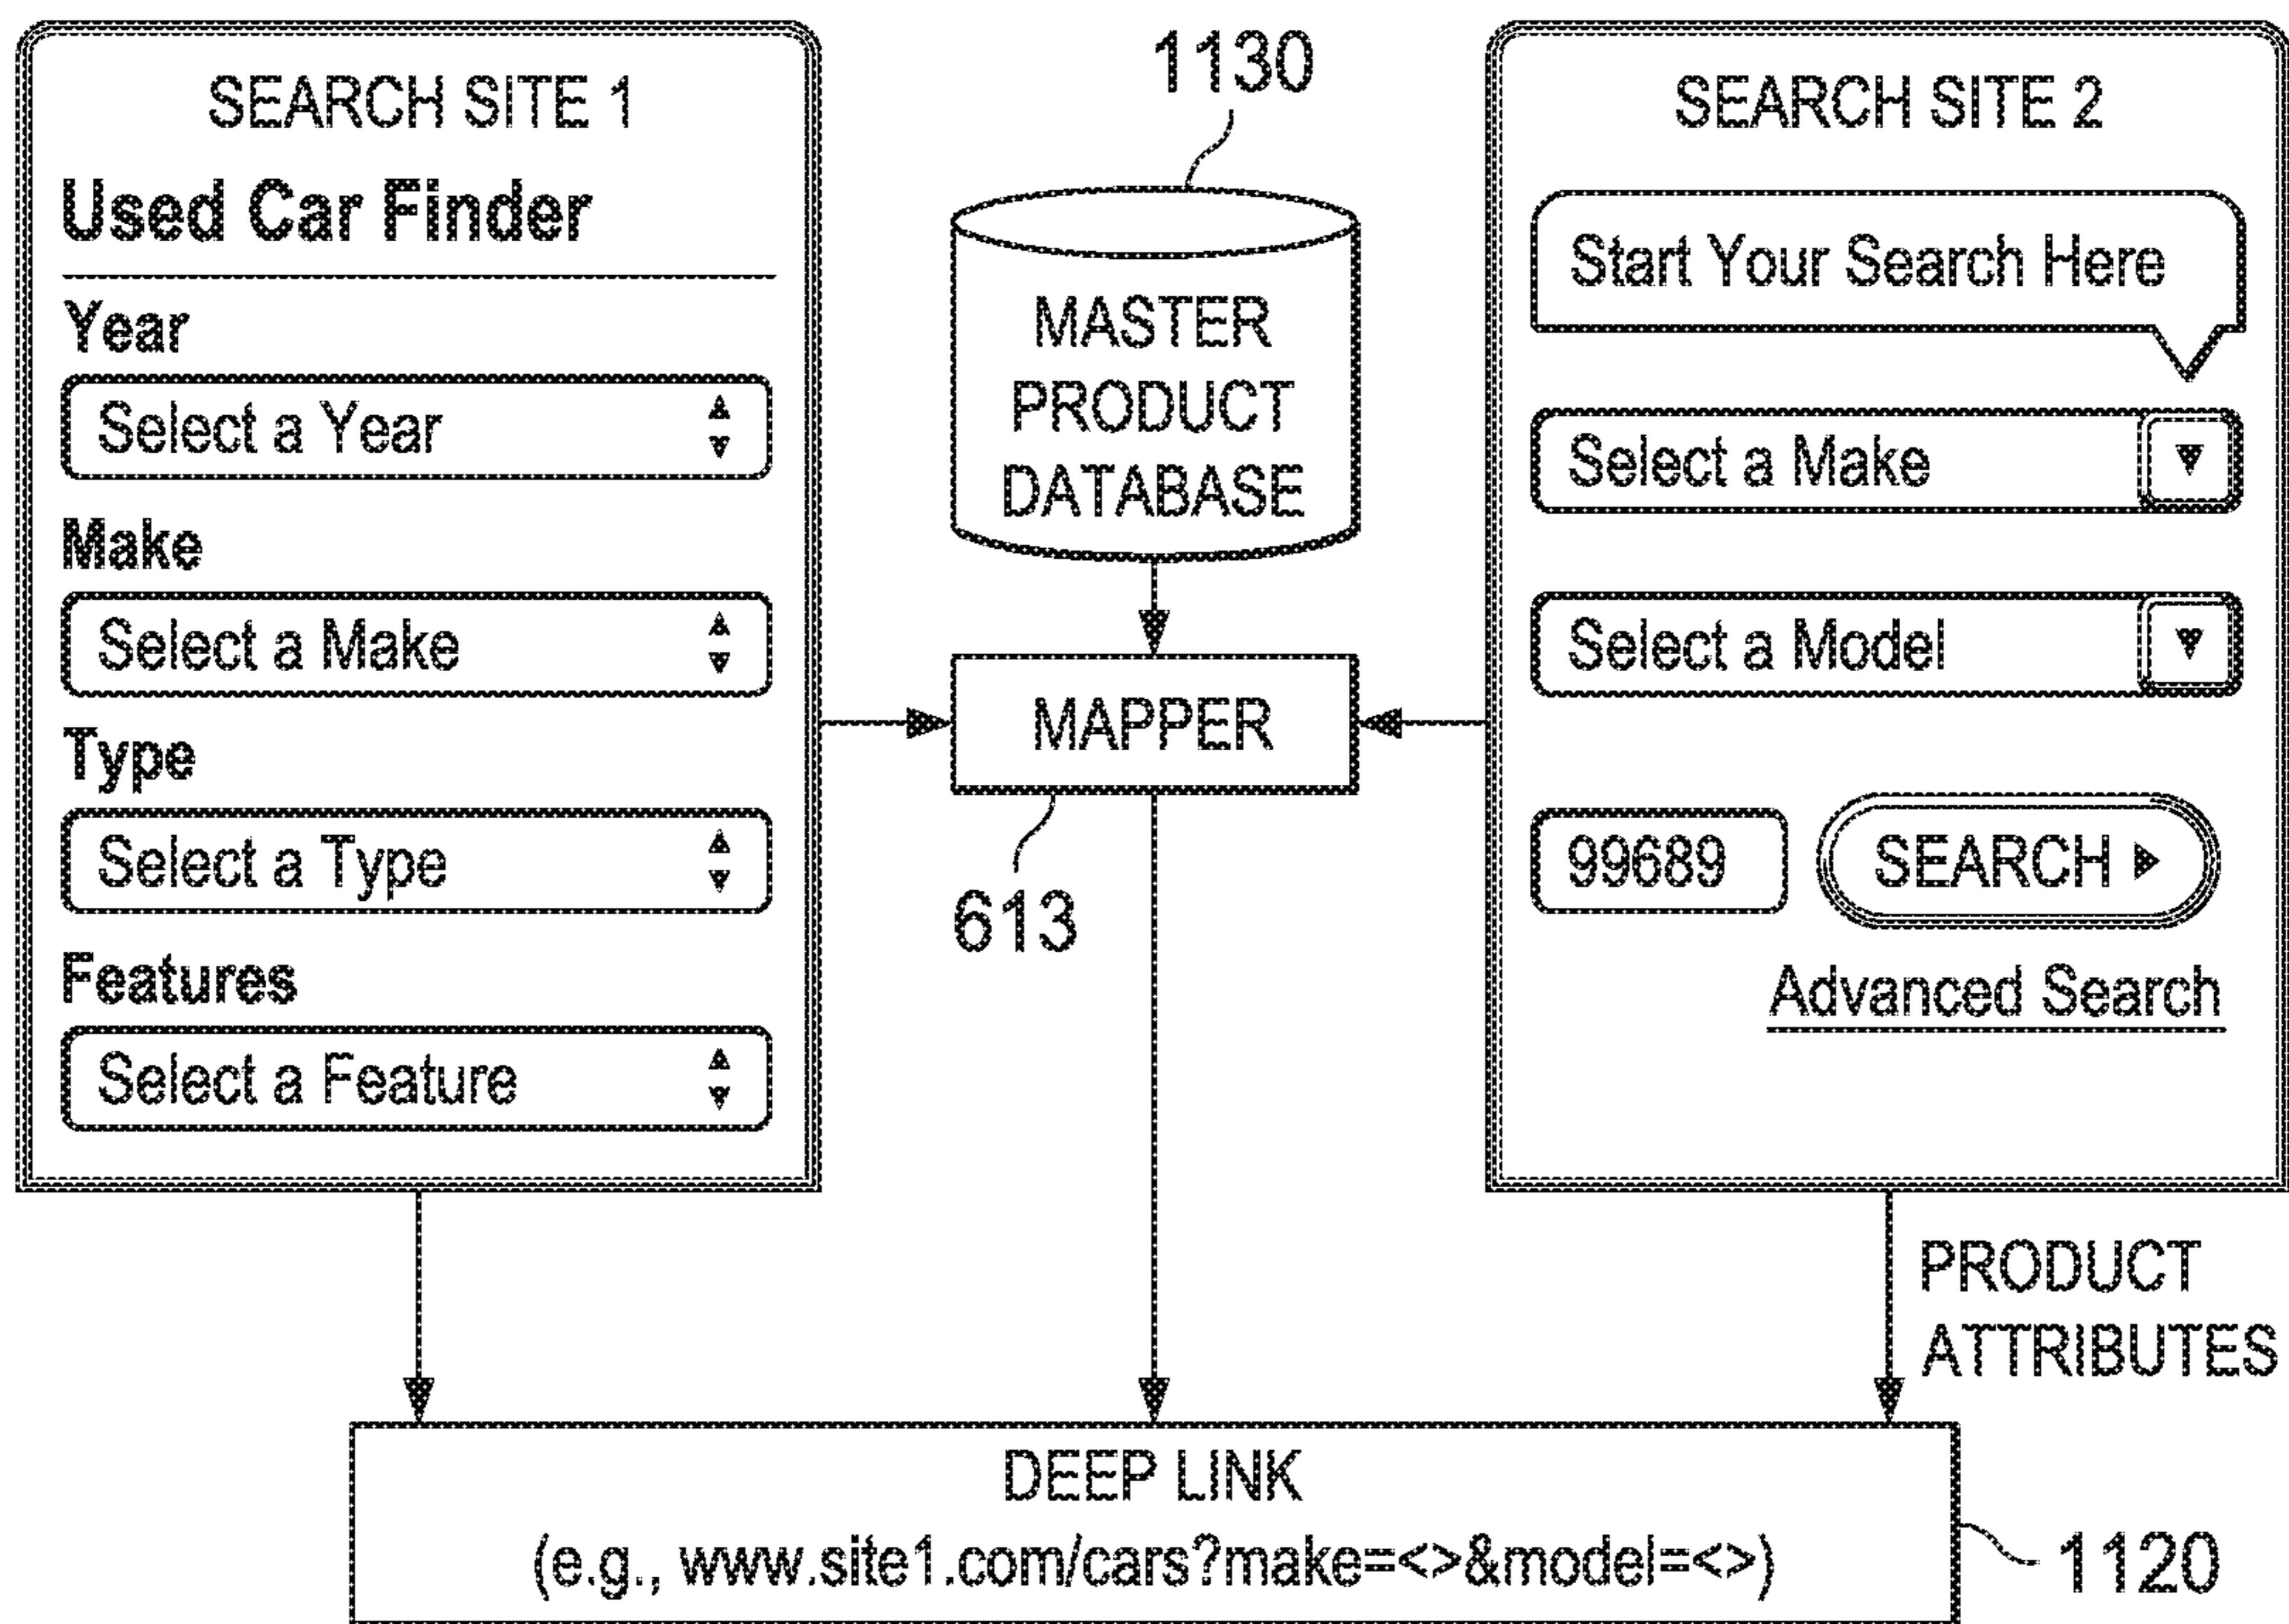 SEARCH SITE 1
Used Car Finder
Year
Select a Year
Make
Select a Make
Type
Select a Type
Features
Select a Feature
1130
MASTER
PRODUCT
DATABASE
MAPPER
613
SEARCH SITE 2
Start Your Search Here
Select a Make
Select a Model
99689
SEARCH
Advanced Search
PRODUCT
ATTRIBUTES
DEEP LINK
(e.g., www.site1.com/cars?make=<>&model=<>)
1120